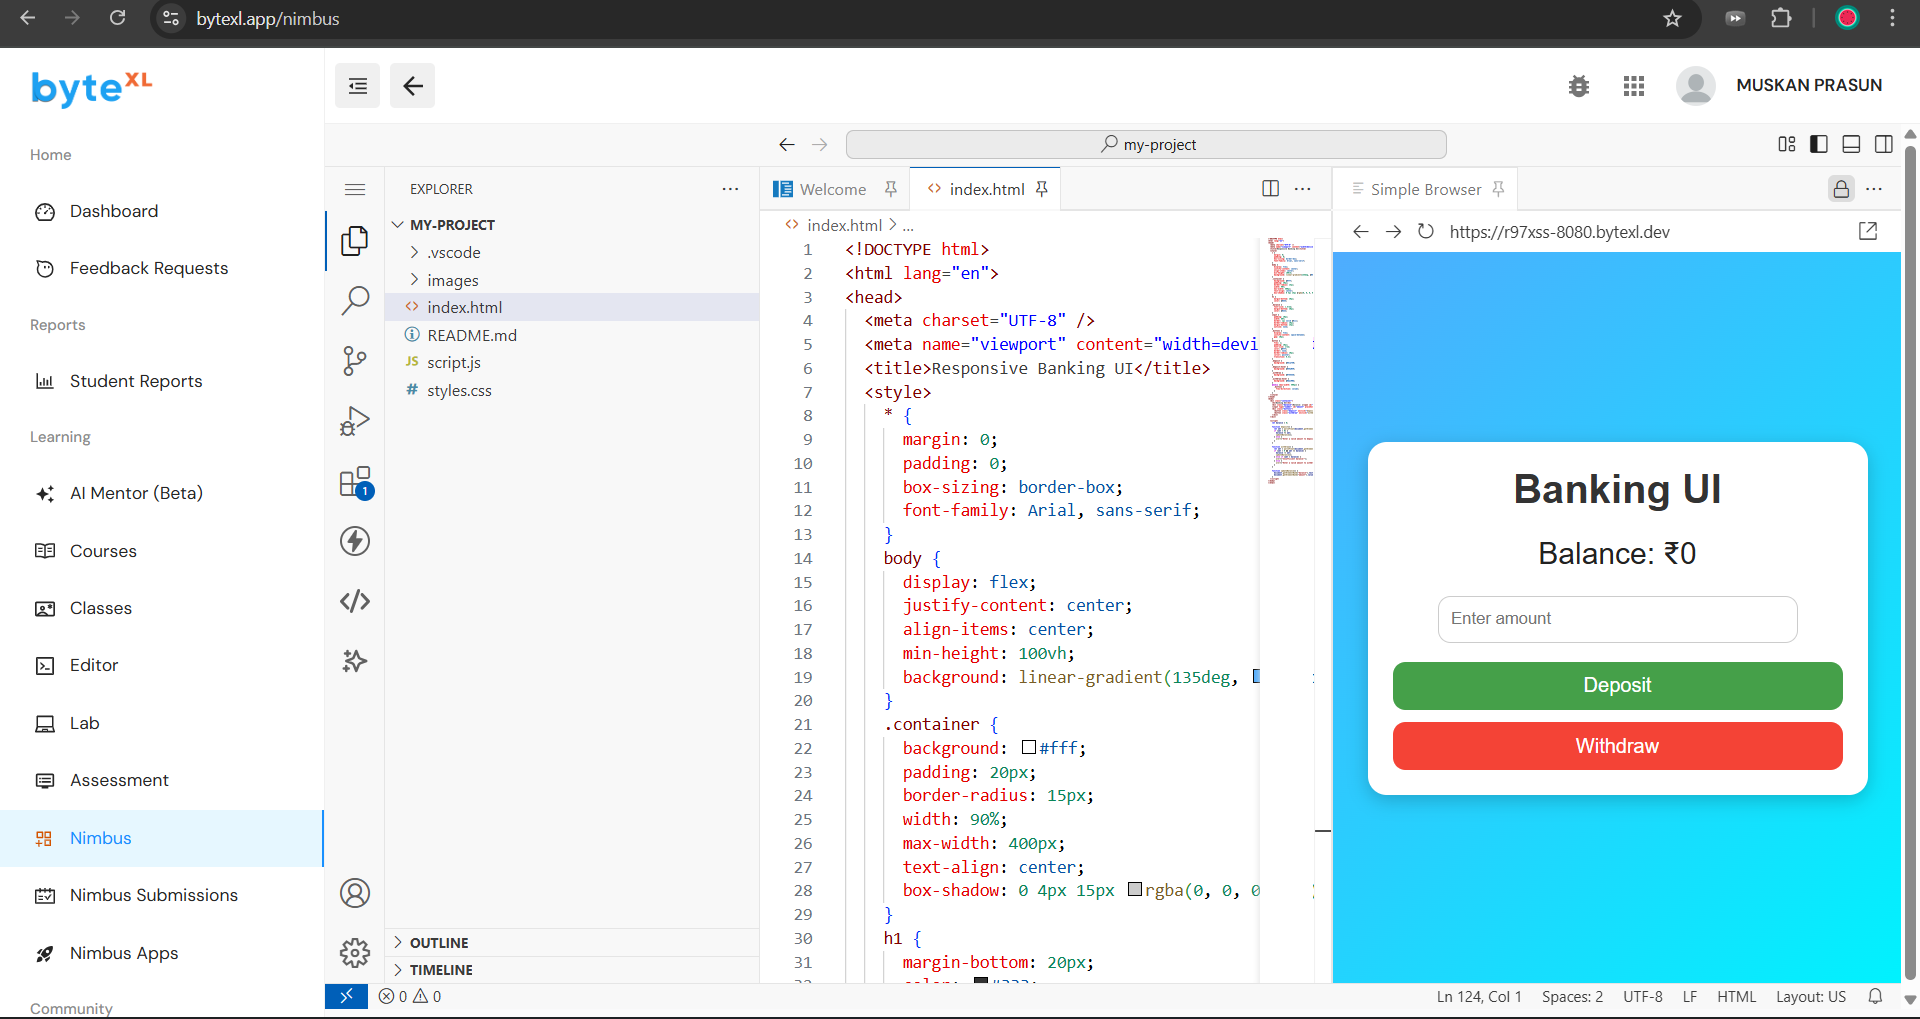 bytexl.app/nimbus
byteXL
MUSKAN PRASUN
Home
Dashboard
Feedback Requests
Reports
Student Reports
Learning
AI Mentor (Beta)
Courses
Classes
Editor
Lab
Assessment
Nimbus
Nimbus Submissions
Nimbus Apps
Community
my-project
EXPLORER
MY-PROJECT
.vscode
images
index.html
README.md
JS script.js
# styles.css
1
OUTLINE
TIMELINE
Welcome
index.html
index.html > ...
1 <!DOCTYPE html>
2 <html lang="en">
3 <head>
4 <meta charset="UTF-8" />
5 <meta name="viewport" content="width=devi
6 <title>Responsive Banking UI</title>
7 <style>
8 * {
9 margin: 0;
10 padding: 0;
11 box-sizing: border-box;
12 font-family: Arial, sans-serif;
13 }
14 body {
15 display: flex;
16 justify-content: center;
17 align-items: center;
18 min-height: 100vh;
19 background: linear-gradient(135deg,
20 }
21 .container {
22 background: #fff;
23 padding: 20px;
24 border-radius: 15px;
25 width: 90%;
26 max-width: 400px;
27 text-align: center;
28 box-shadow: 0 4px 15px rgba(0, 0, 0
29 }
30 h1 {
31 margin-bottom: 20px;
Simple Browser
https://r97xss-8080.bytexl.dev
Banking UI
Balance: ₹0
Enter amount
Deposit
Withdraw
0 0
Ln 124, Col 1 Spaces: 2 UTF-8 LF HTML Layout: US